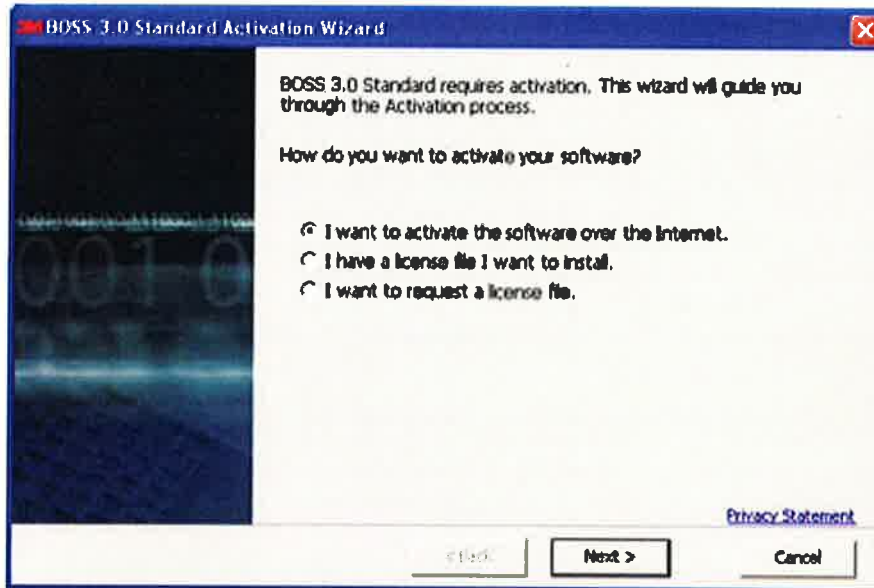 3M BOSS 3.0 Standard Activation Wizard
BOSS 3.0 Standard requires activation. This wizard will guide you
through the Activation process.
How do you want to activate your software?
I want to activate the software over the Internet.
I have a license file I want to install.
I want to request a license file.
Privacy Statement
< Back
Next >
Cancel